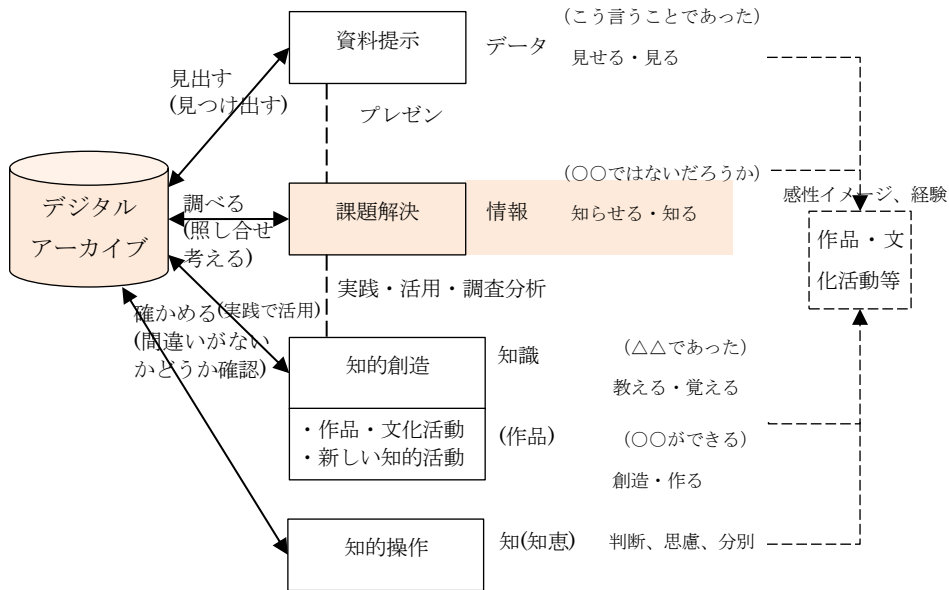 (こう言うことであった)
資料提示
データ
見せる・見る
見出す
(見つけ出す)
プレゼン
デジタル
アーカイブ
調べる
(照し合せ
考える)
課題解決
情報
(○○ではないだろうか)
知らせる・知る
感性イメージ、経験
作品・文
化活動等
実践・活用・調査分析
確かめる(実践で活用)
(間違いがない
かどうか確認)
知的創造
知識
(△△であった)
教える・覚える
・作品・文化活動
・新しい知的活動
(作品)
(○○ができる)
創造・作る
知的操作
知(知恵)
判断、思慮、分別